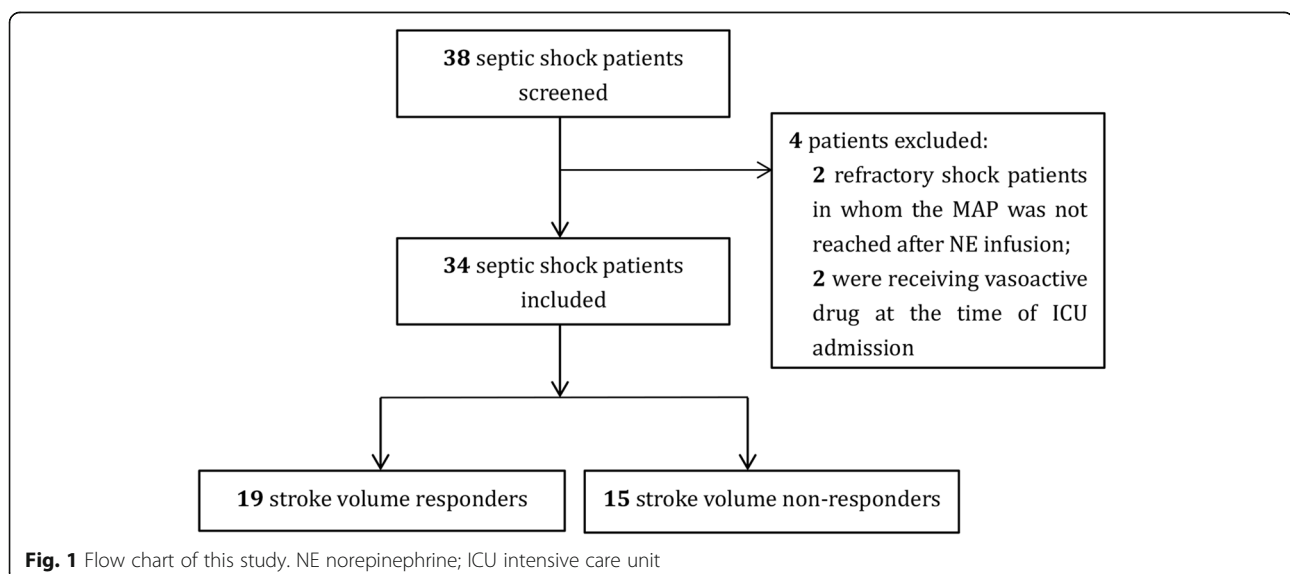 38 septic shock patients
screened
4 patients excluded:
2 refractory shock patients
in whom the MAP was not
reached after NE infusion;
2 were receiving vasoactive
drug at the time of ICU
admission
34 septic shock patients
included
19 stroke volume responders
15 stroke volume non-responders
Fig. 1 Flow chart of this study. NE norepinephrine; ICU intensive care unit